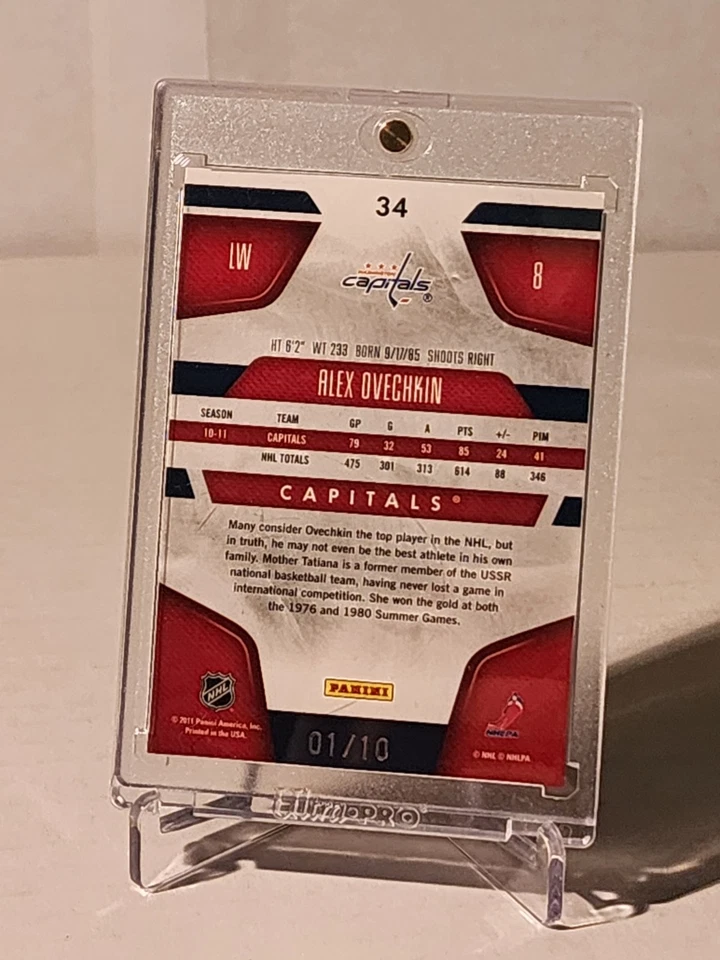 34
LW
8
WASHINGTON
capitals®
HT 6'2" WT 233 BORN 9/17/85 SHOOTS RIGHT
ALEX OVECHKIN
SEASON TEAM GP G A PTS +/- PIM
10-11 CAPITALS 79 32 53 85 24 41
NHL TOTALS 475 301 313 614 88 346
CAPITALS®
Many consider Ovechkin the top player in the NHL, but
in truth, he may not even be the best athlete in his own
family. Mother Tatiana is a former member of the USSR
national basketball team, having never lost a game in
international competition. She won the gold at both
the 1976 and 1980 Summer Games.
NHL
PANINI
NHLPA
© 2011 Panini America, Inc.
Printed in the USA.
01/10
© NHL © NHLPA
Ultra•PRO